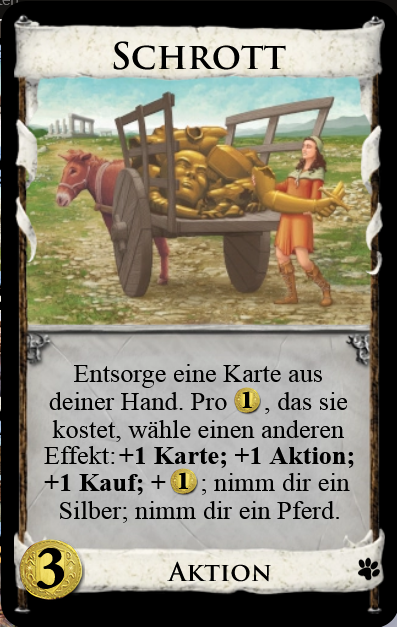 SCHROTT
Entsorge eine Karte aus
deiner Hand. Pro 1, das sie
kostet, wähle einen anderen
Effekt: +1 Karte; +1 Aktion;
+1 Kauf; + 1; nimm dir ein
Silber; nimm dir ein Pferd.
3
AKTION